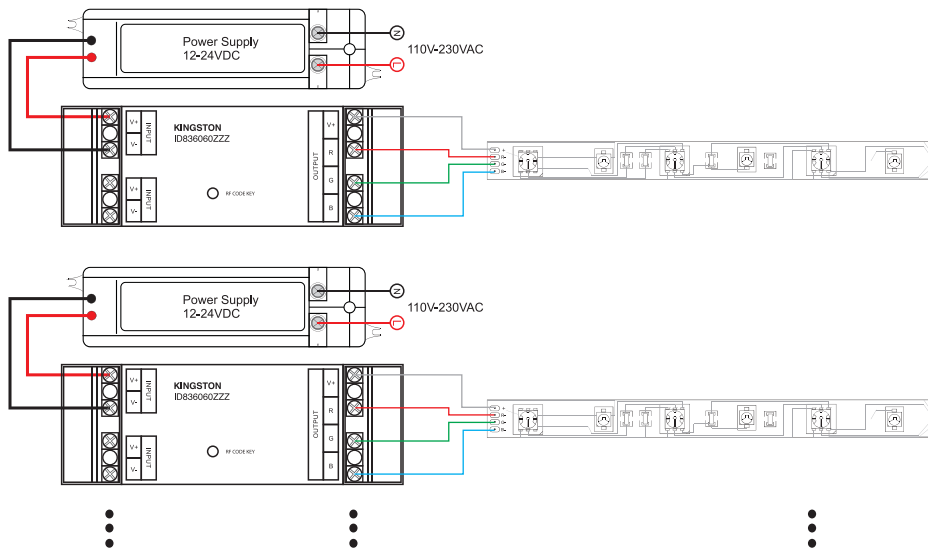 Power Supply
12-24VDC
N
110V-230VAC
L
V+
V-
INPUT
V+
V-
INPUT
KINGSTON
ID836060ZZZ
RF CODE KEY
OUTPUT
V+
R
G
B
Power Supply
12-24VDC
N
110V-230VAC
L
V+
V-
INPUT
V+
V-
INPUT
KINGSTON
ID836060ZZZ
RF CODE KEY
OUTPUT
V+
R
G
B